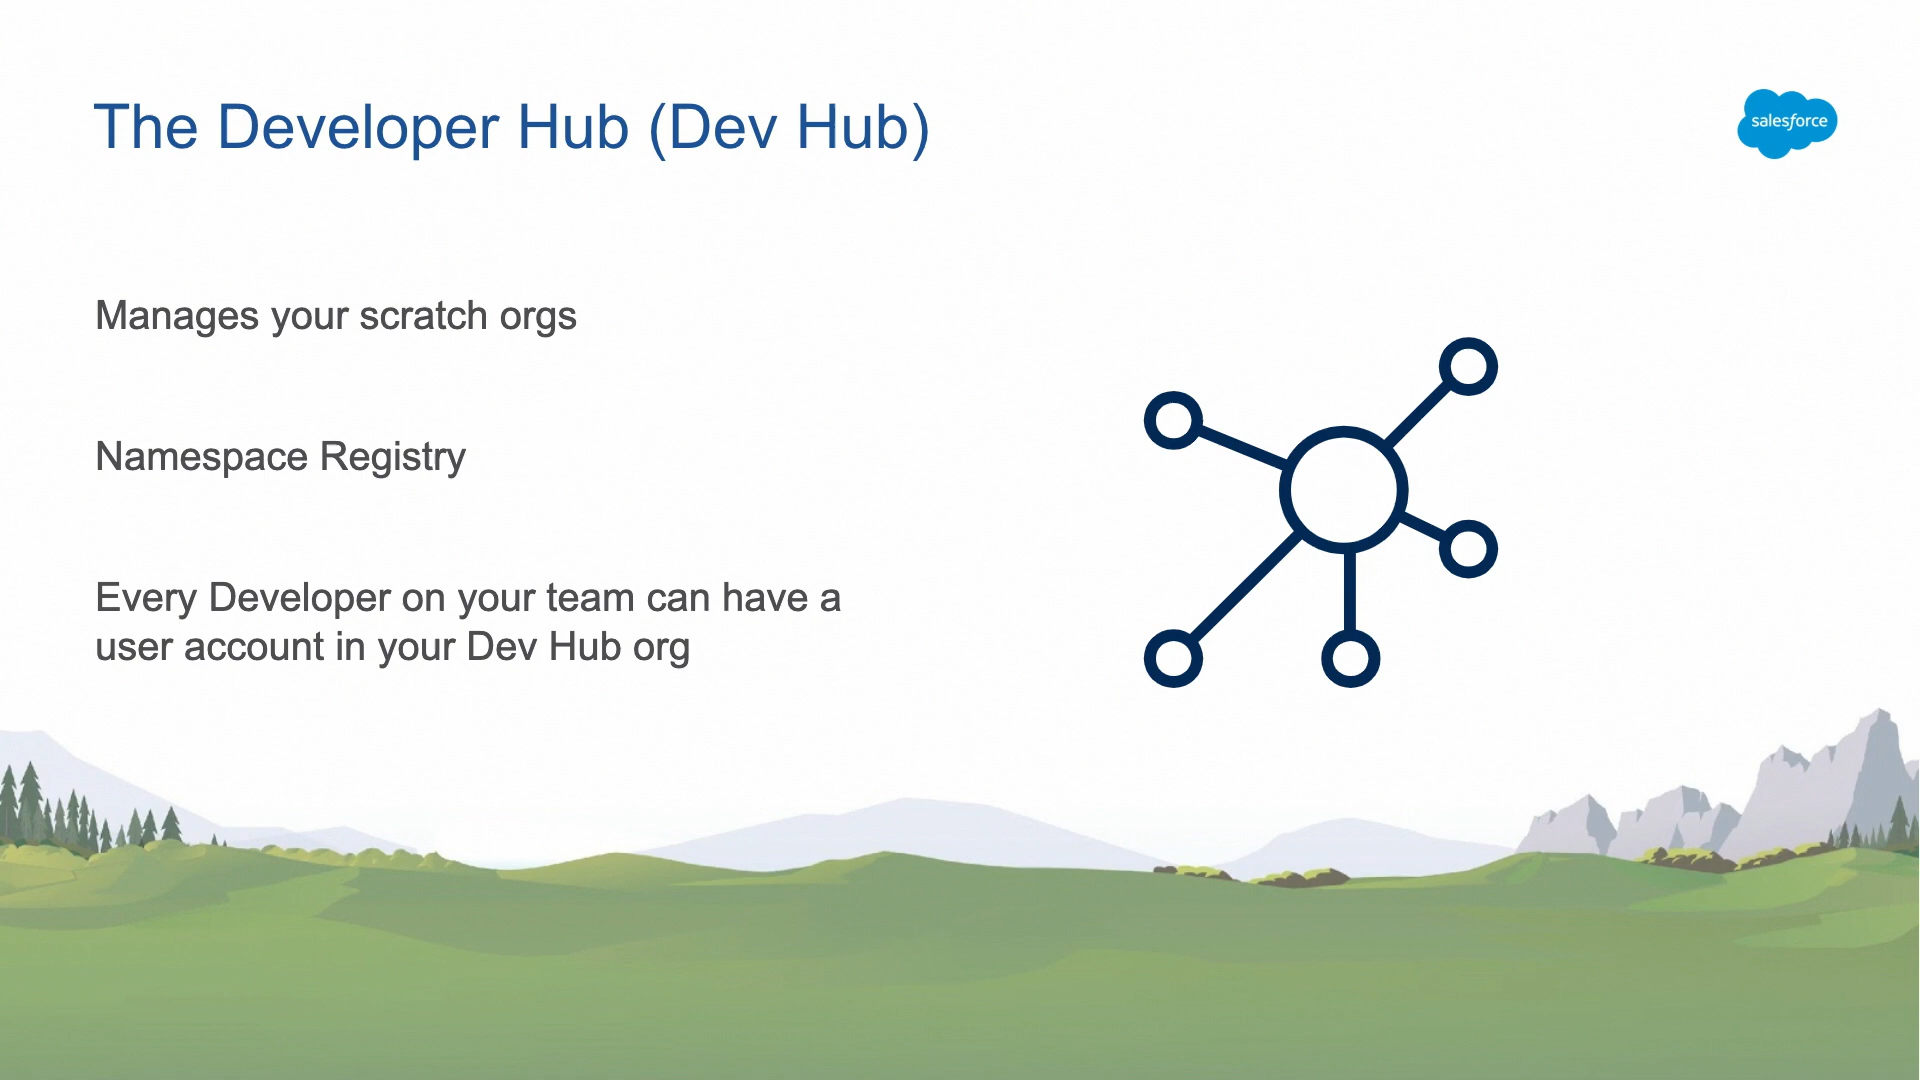 The Developer Hub (Dev Hub)
salesforce
Manages your scratch orgs
Namespace Registry
Every Developer on your team can have a
user account in your Dev Hub org